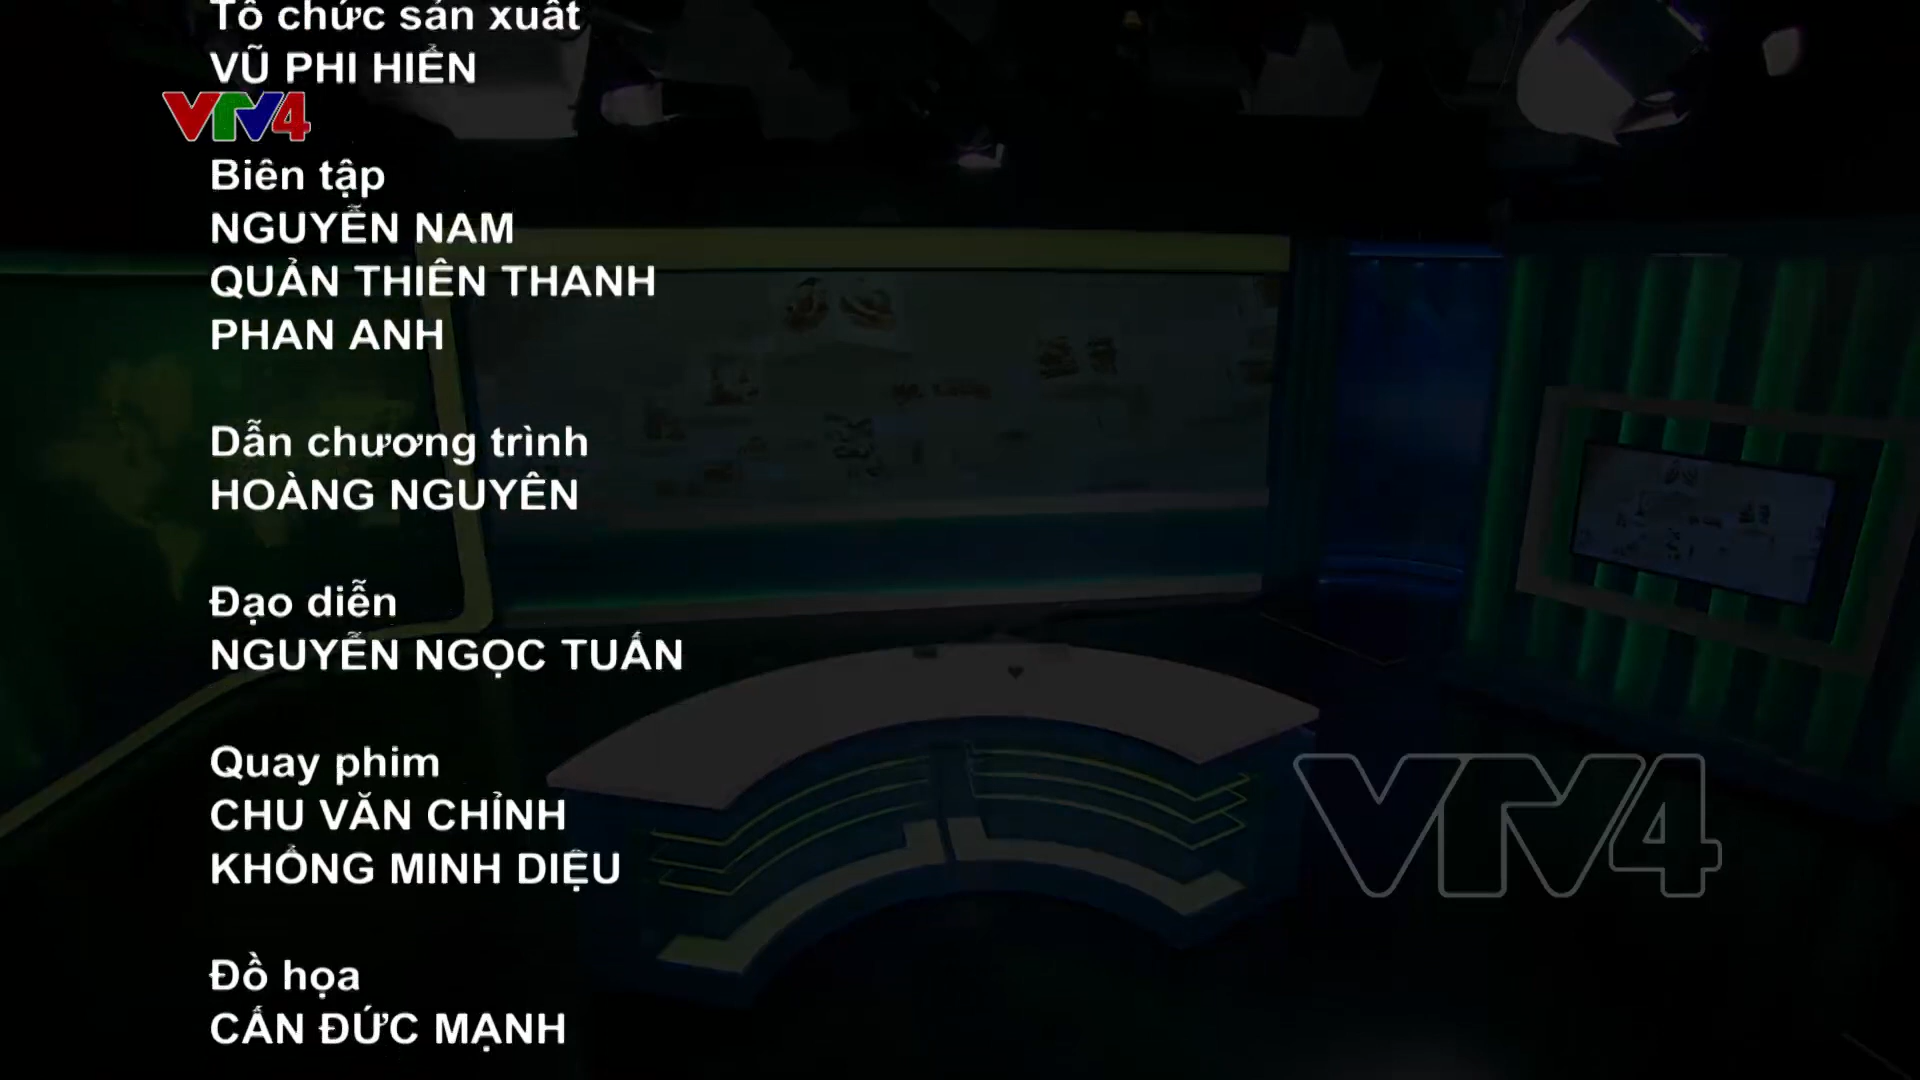 Tổ chức sản xuất
VŨ PHI HIỂN
VTV4
Biên tập
NGUYỄN NAM
QUẢN THIÊN THANH
PHAN ANH
Dẫn chương trình
HOÀNG NGUYÊN
Đạo diễn
NGUYỄN NGỌC TUẤN
Quay phim
CHU VĂN CHỈNH
KHỔNG MINH DIỆU
VTV4
Đồ họa
CẤN ĐỨC MẠNH